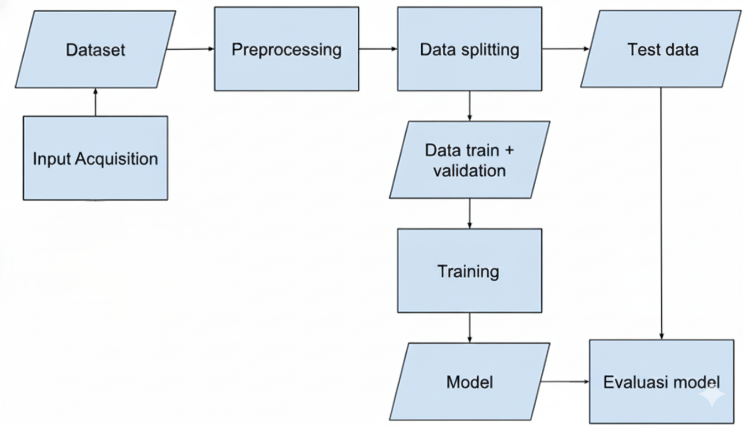 Dataset
Preprocessing
Data splitting
Test data
Input Acquisition
Data train +
validation
Training
Model
Evaluasi model